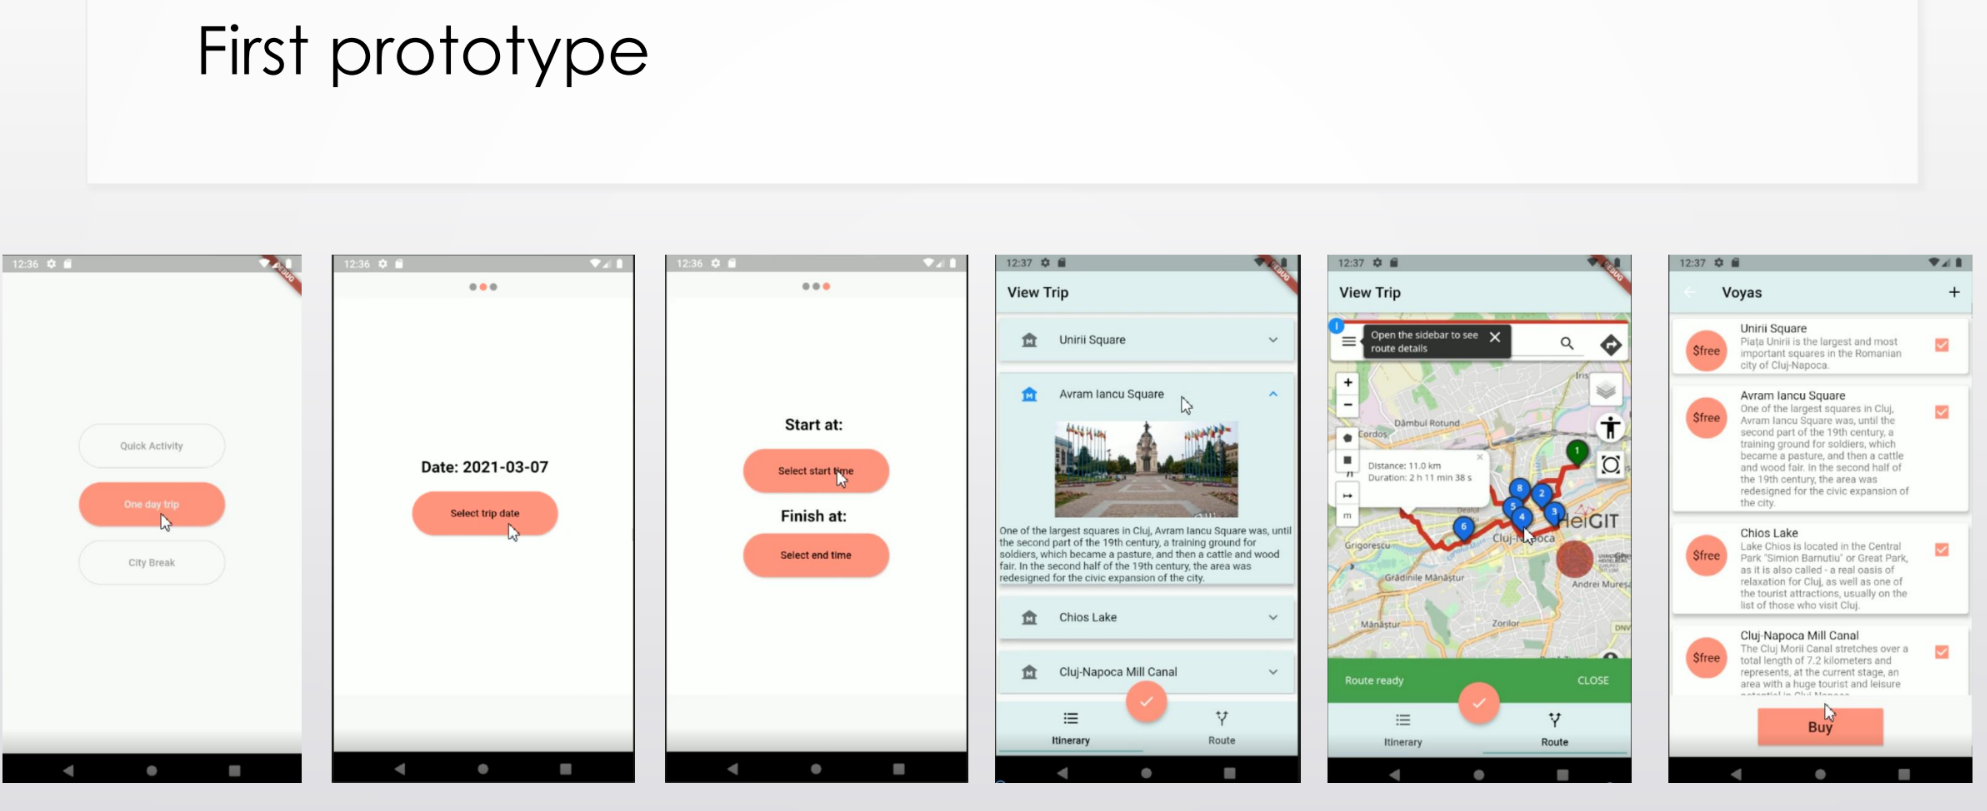 First prototype
12:36
DEBUG
Quick Activity
One day trip
City Break
12:36
Date: 2021-03-07
Select trip date
12:36
Start at:
Select start time
Finish at:
Select end time
12:37
View Trip
Unirii Square
Avram Iancu Square
One of the largest squares in Cluj, Avram Iancu Square was, until
the second part of the 19th century, a training ground for
soldiers, which became a pasture, and then a cattle and wood
fair. In the second half of the 19th century, the area was
redesigned for the civic expansion of the city.
Chios Lake
Cluj-Napoca Mill Canal
Itinerary
Route
12:37
View Trip
Open the sidebar to see
route details
Iris
Dâmbul Rotund
Cordoș
Distance: 11.0 km
Duration: 2 h 11 min 38 s
m
1
8
2
5
4
3
6
HeiGIT
Grigorescu
Grădinile Mănăștur
Andrei Mureș
Mănăștur
Zorilor
Route ready
CLOSE
Itinerary
Route
12:37
Voyas
$free
Unirii Square
Piața Unirii is the largest and most
important squares in the Romanian
city of Cluj-Napoca.
$free
Avram Iancu Square
One of the largest squares in Cluj,
Avram Iancu Square was, until the
second part of the 19th century, a
training ground for soldiers, which
became a pasture, and then a cattle
and wood fair. In the second half of
the 19th century, the area was
redesigned for the civic expansion of
the city.
$free
Chios Lake
Lake Chios is located in the Central
Park "Simion Barnutiu" or Great Park,
as it is also called - a real oasis of
relaxation for Cluj, as well as one of
the tourist attractions, usually on the
list of those who visit Cluj.
$free
Cluj-Napoca Mill Canal
The Cluj Morii Canal stretches over a
total length of 7.2 kilometers and
represents, at the current stage, an
area with a huge tourist and leisure
Buy